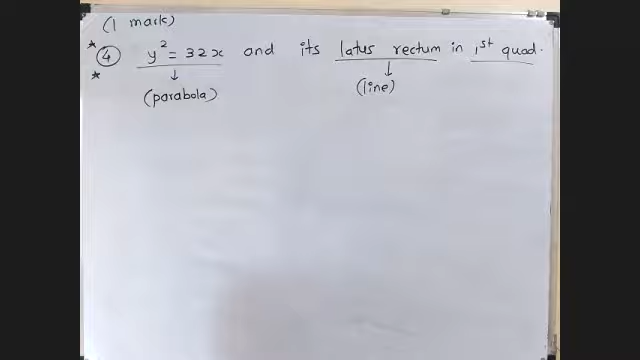 (1 mark)
* ④ y² = 32x and its latus rectum in 1st quad.
* ↓ ↓
(parabola) (line)